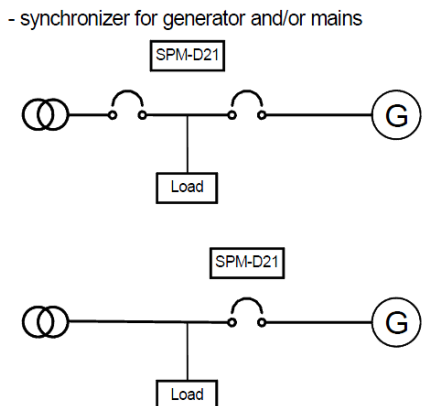 - synchronizer for generator and/or mains
SPM-D21
G
Load
SPM-D21
G
Load